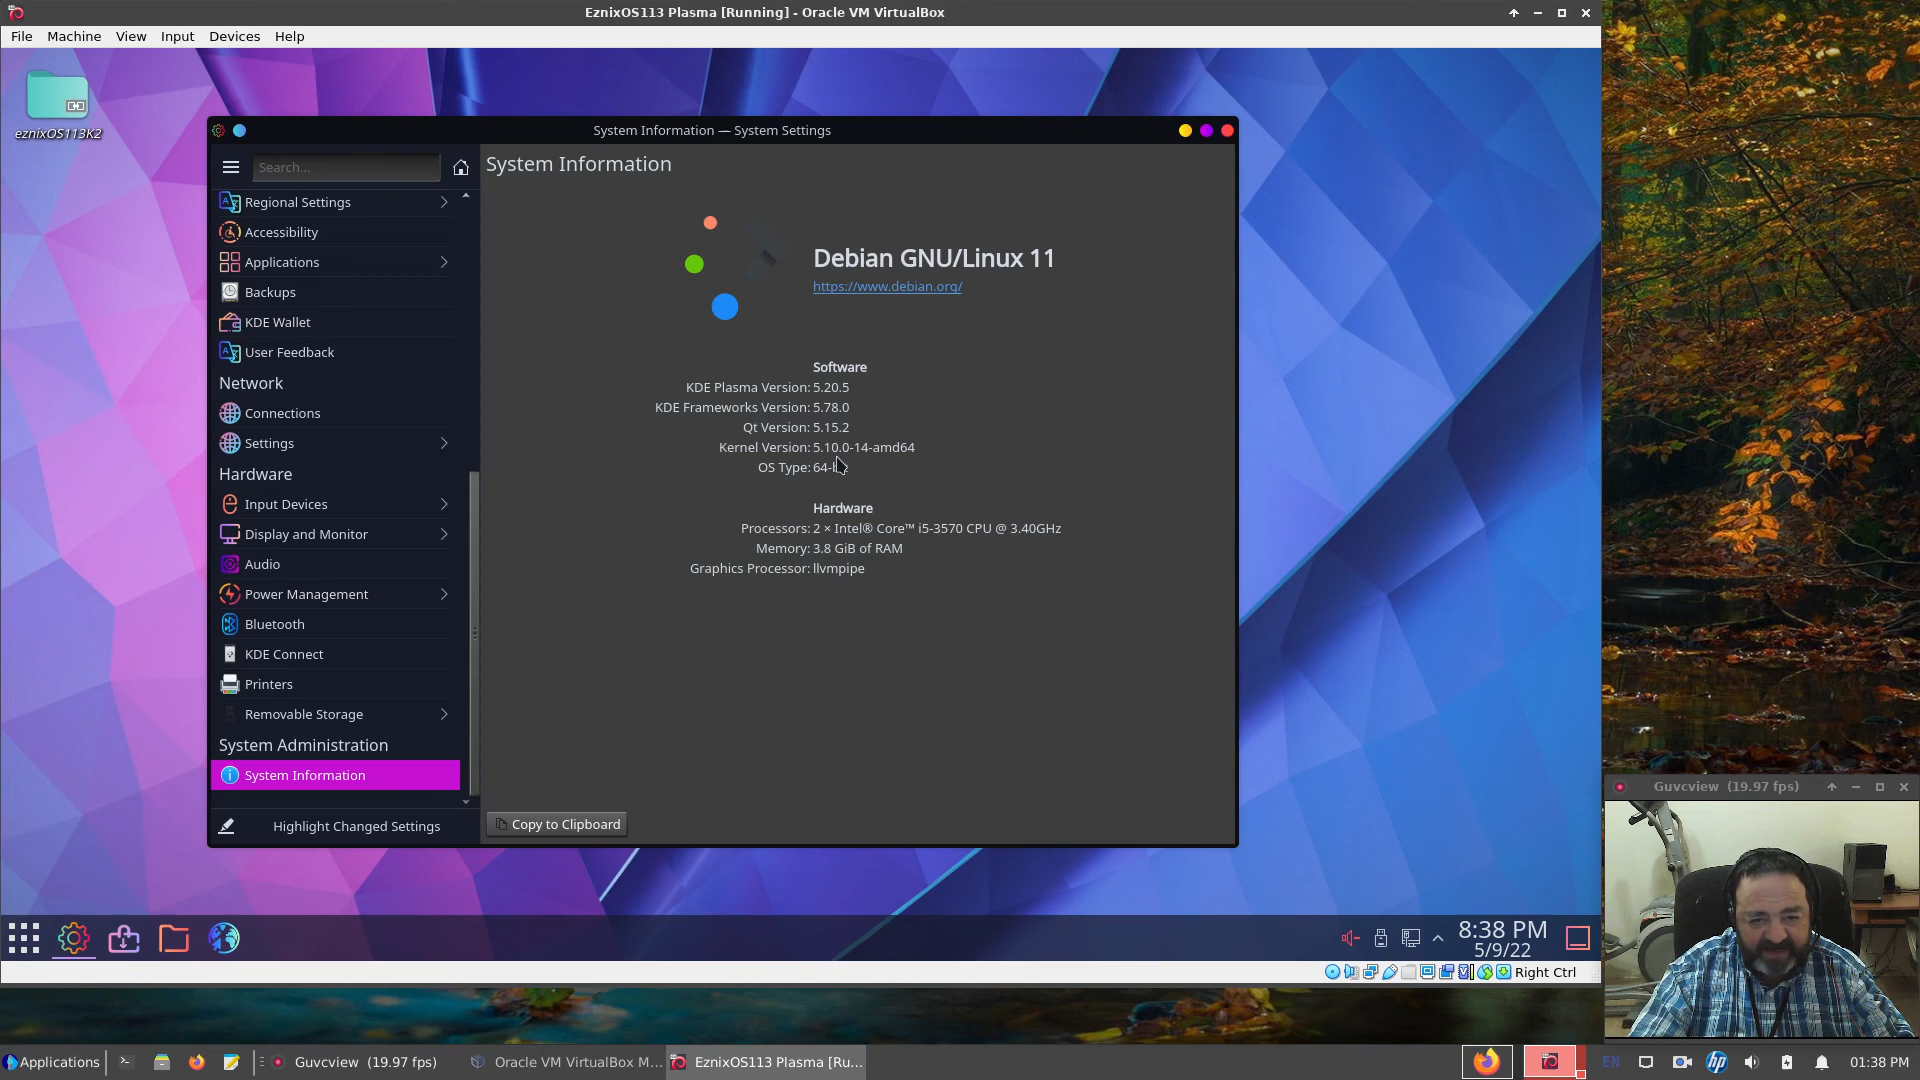 EznixOS113 Plasma [Running] - Oracle VM VirtualBox
File Machine View Input Devices Help
eznixOS113K2
System Information — System Settings
Search...
System Information
Regional Settings
Accessibility
Applications
Backups
KDE Wallet
User Feedback
Network
Connections
Settings
Hardware
Input Devices
Display and Monitor
Audio
Power Management
Bluetooth
KDE Connect
Printers
Removable Storage
System Administration
System Information
Highlight Changed Settings
Debian GNU/Linux 11
https://www.debian.org/
Software
KDE Plasma Version: 5.20.5
KDE Frameworks Version: 5.78.0
Qt Version: 5.15.2
Kernel Version: 5.10.0-14-amd64
OS Type:
Hardware
Processors: 2 × Intel® Core™ i5-3570 CPU @ 3.40GHz
Memory: 3.8 GiB of RAM
Graphics Processor: llvmpipe
Copy to Clipboard
8:38 PM
5/9/22
Right Ctrl
Guvcview (19.97 fps)
Applications
Guvcview (19.97 fps)
Oracle VM VirtualBox M...
EznixOS113 Plasma [Ru...
EN
hp
01:38 PM